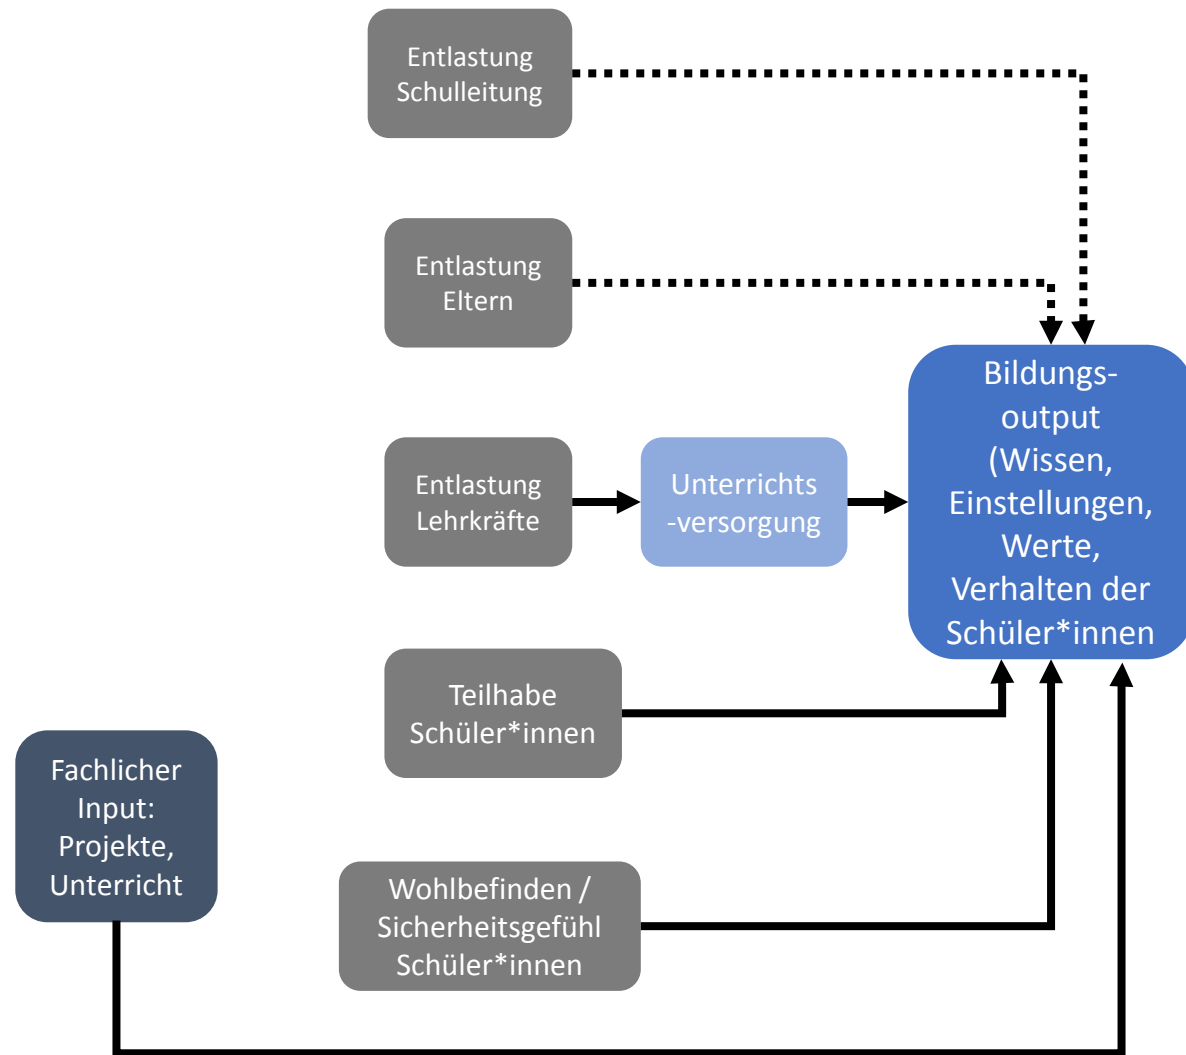 Entlastung
Schulleitung
Entlastung
Eltern
Entlastung
Lehrkräfte
Unterrichts
-versorgung
Bildungs-
output
(Wissen,
Einstellungen,
Werte,
Verhalten der
Schüler*innen
Teilhabe
Schüler*innen
Fachlicher
Input:
Projekte,
Unterricht
Wohlbefinden /
Sicherheitsgefühl
Schüler*innen